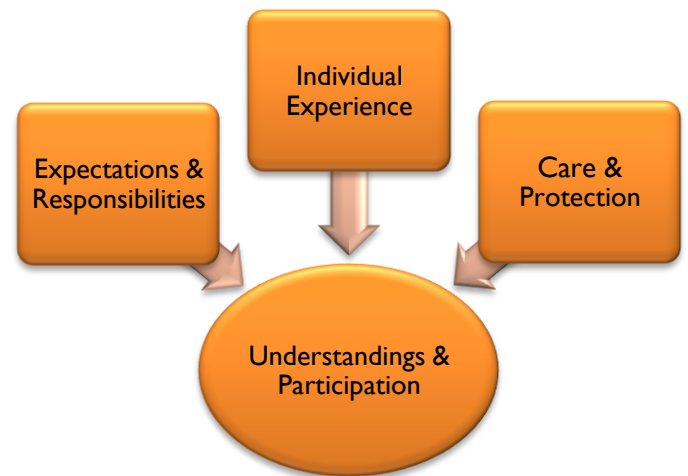 Individual
Experience
Expectations &
Responsibilities
Care &
Protection
Understandings &
Participation